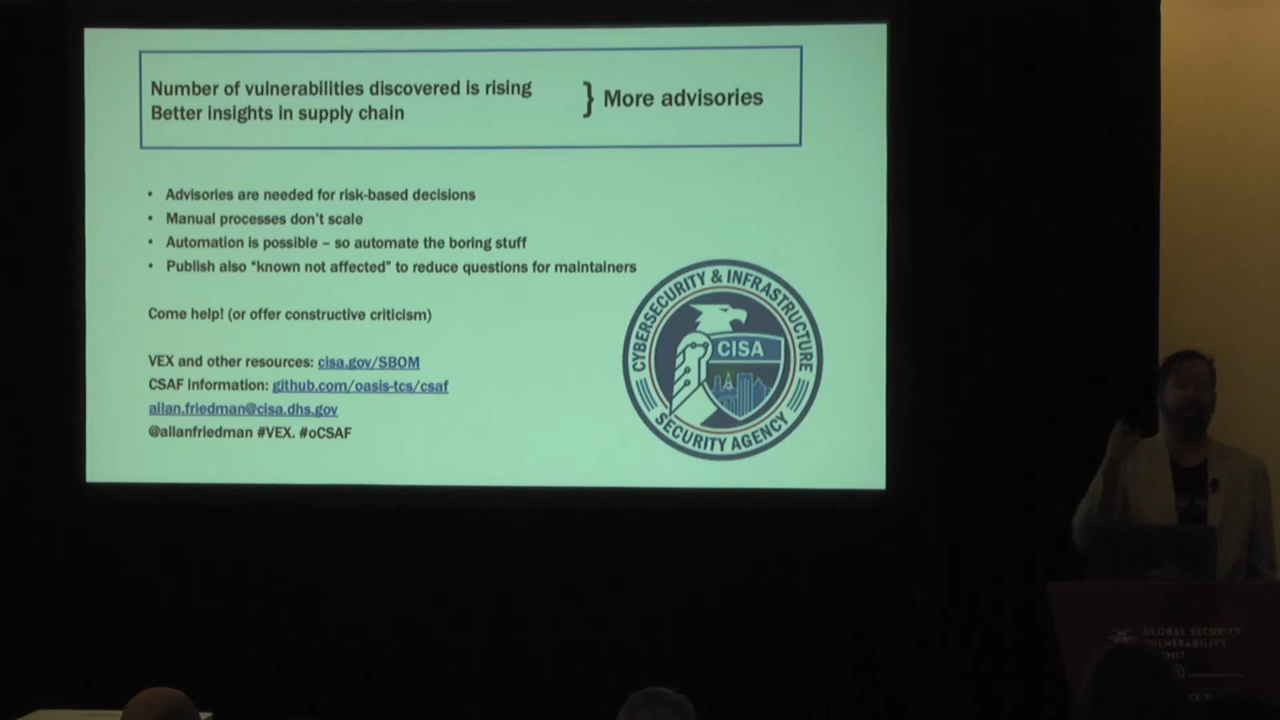 Number of vulnerabilities discovered is rising
Better insights in supply chain
} More advisories
• Advisories are needed for risk-based decisions
• Manual processes don't scale
• Automation is possible – so automate the boring stuff
• Publish also "known not affected" to reduce questions for maintainers
Come help! (or offer constructive criticism)
VEX and other resources: cisa.gov/SBOM
CSAF Information: github.com/oasis-tcs/csaf
allan.friedman@cisa.dhs.gov
@allanfriedman #VEX. #oCSAF
CYBERSECURITY & INFRASTRUCTURE
CISA
SECURITY AGENCY
GLOBAL SECURITY
VULNERABILITY